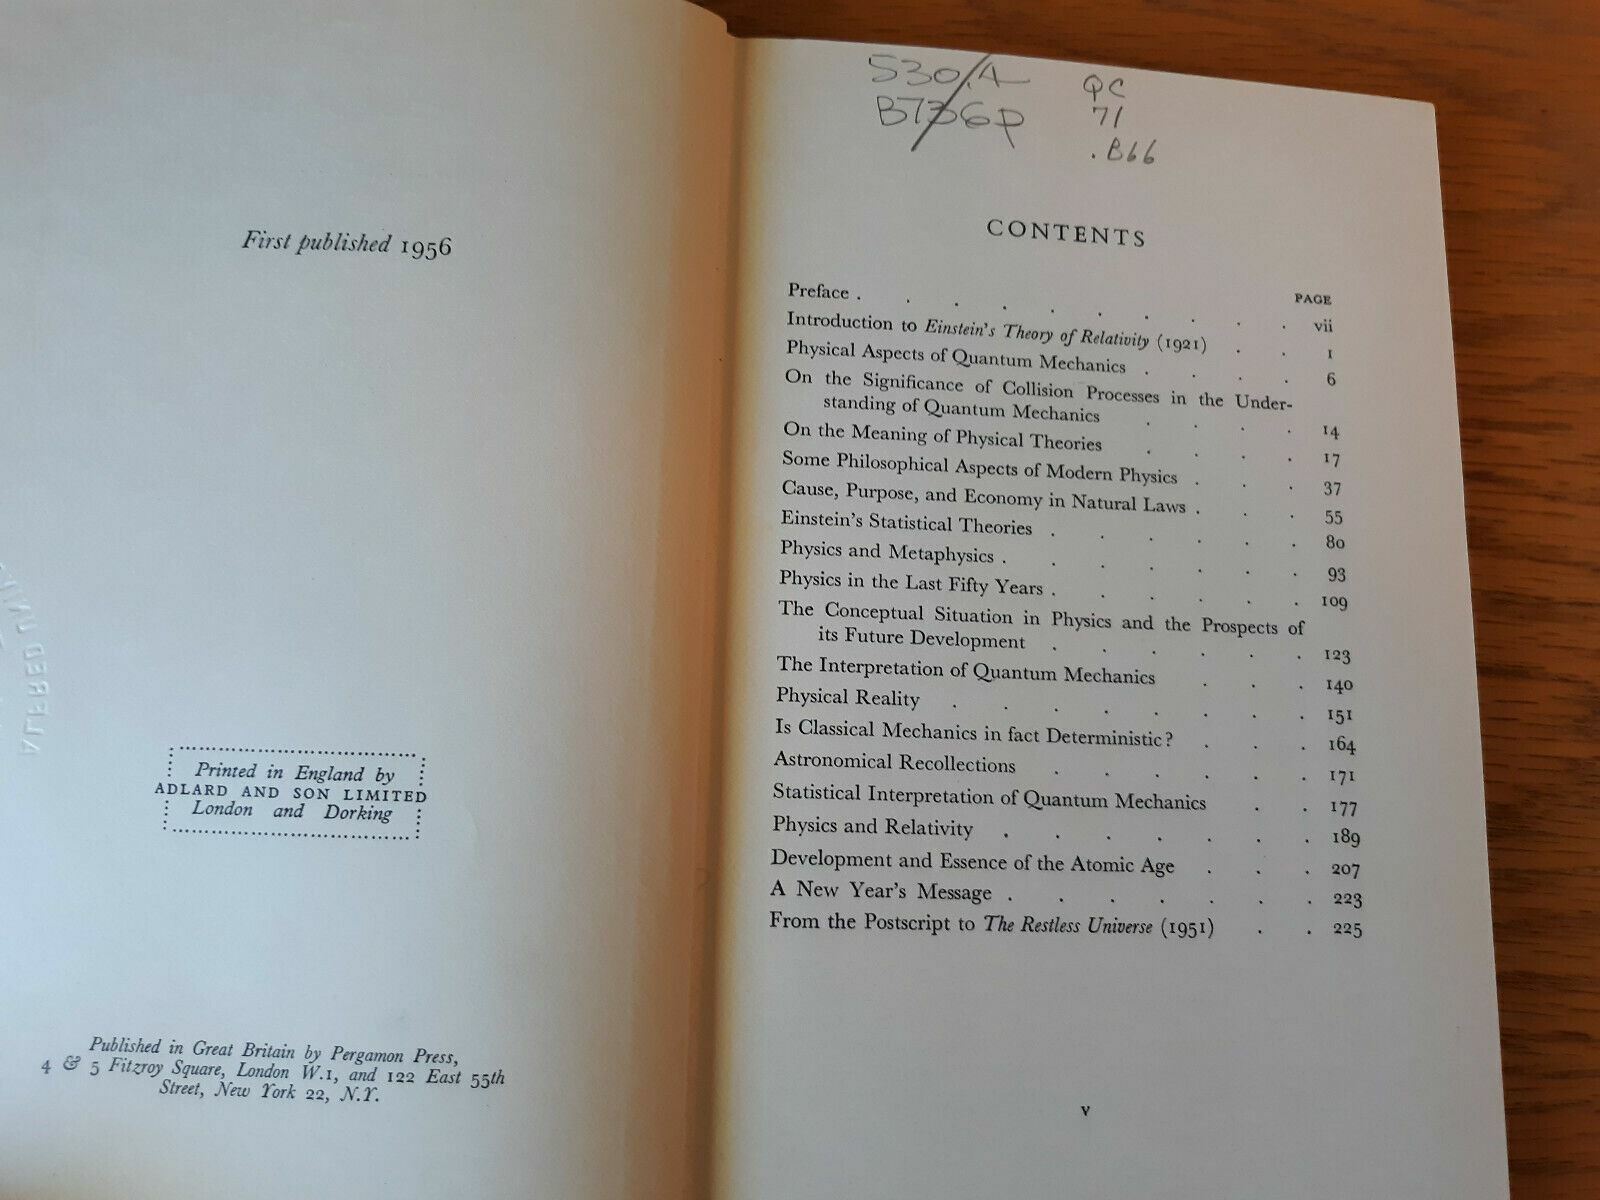 First published 1956
Printed in England by
ADLARD AND SON LIMITED
London and Dorking
Published in Great Britain by Pergamon Press,
4 & 5 Fitzroy Square, London W.1, and 122 East 55th
Street, New York 22, N.Y.
ALFRED
530.4
B736p
QC
71
.B66
CONTENTS
PAGE
Preface . . . . . . . . . . vii
Introduction to Einstein's Theory of Relativity (1921) . . 1
Physical Aspects of Quantum Mechanics . . . . 6
On the Significance of Collision Processes in the Under-
standing of Quantum Mechanics . . . . 14
On the Meaning of Physical Theories . . . . 17
Some Philosophical Aspects of Modern Physics . . . 37
Cause, Purpose, and Economy in Natural Laws . . . 55
Einstein's Statistical Theories . . . . . . 80
Physics and Metaphysics . . . . . . . 93
Physics in the Last Fifty Years . . . . . . 109
The Conceptual Situation in Physics and the Prospects of
its Future Development . . . . . . 123
The Interpretation of Quantum Mechanics . . . 140
Physical Reality . . . . . . . . 151
Is Classical Mechanics in fact Deterministic? . . . 164
Astronomical Recollections . . . . . . 171
Statistical Interpretation of Quantum Mechanics . . 177
Physics and Relativity . . . . . . . 189
Development and Essence of the Atomic Age . . . 207
A New Year's Message . . . . . . . 223
From the Postscript to The Restless Universe (1951) . . 225
v